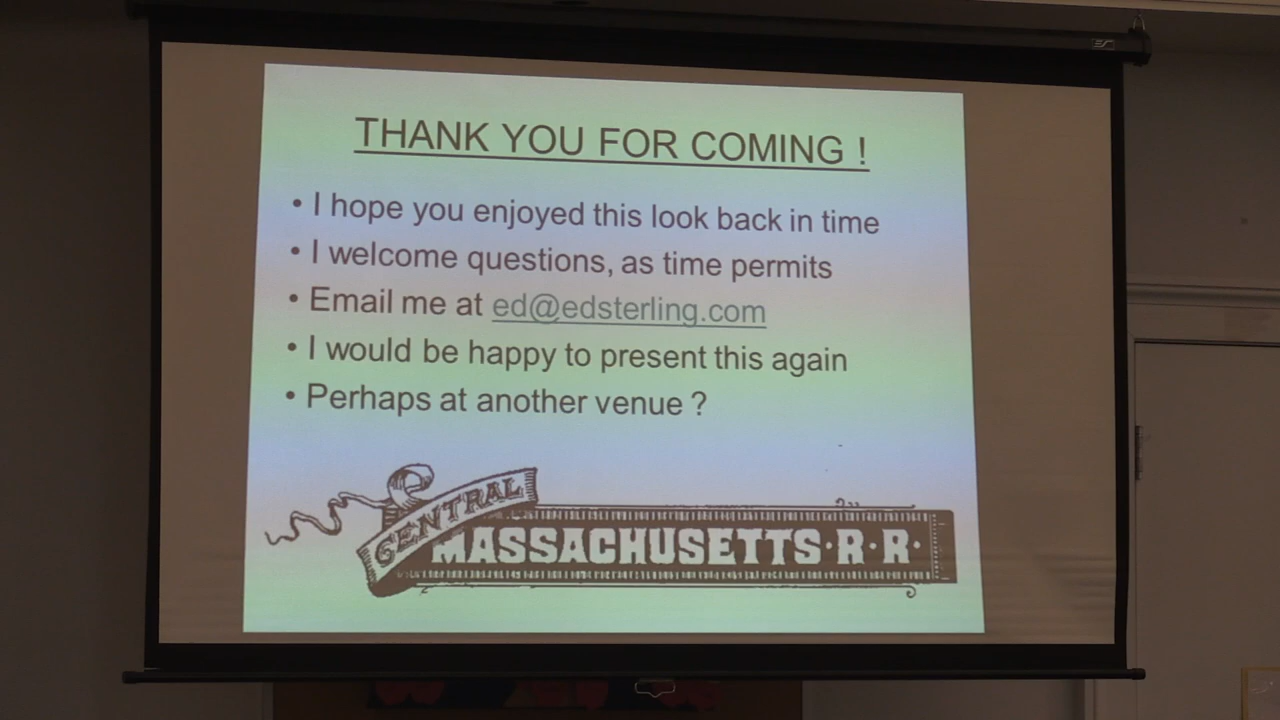 THANK YOU FOR COMING !
• I hope you enjoyed this look back in time
• I welcome questions, as time permits
• Email me at ed@edsterling.com
• I would be happy to present this again
• Perhaps at another venue ?
CENTRAL
MASSACHUSETTS·R·R·
ES